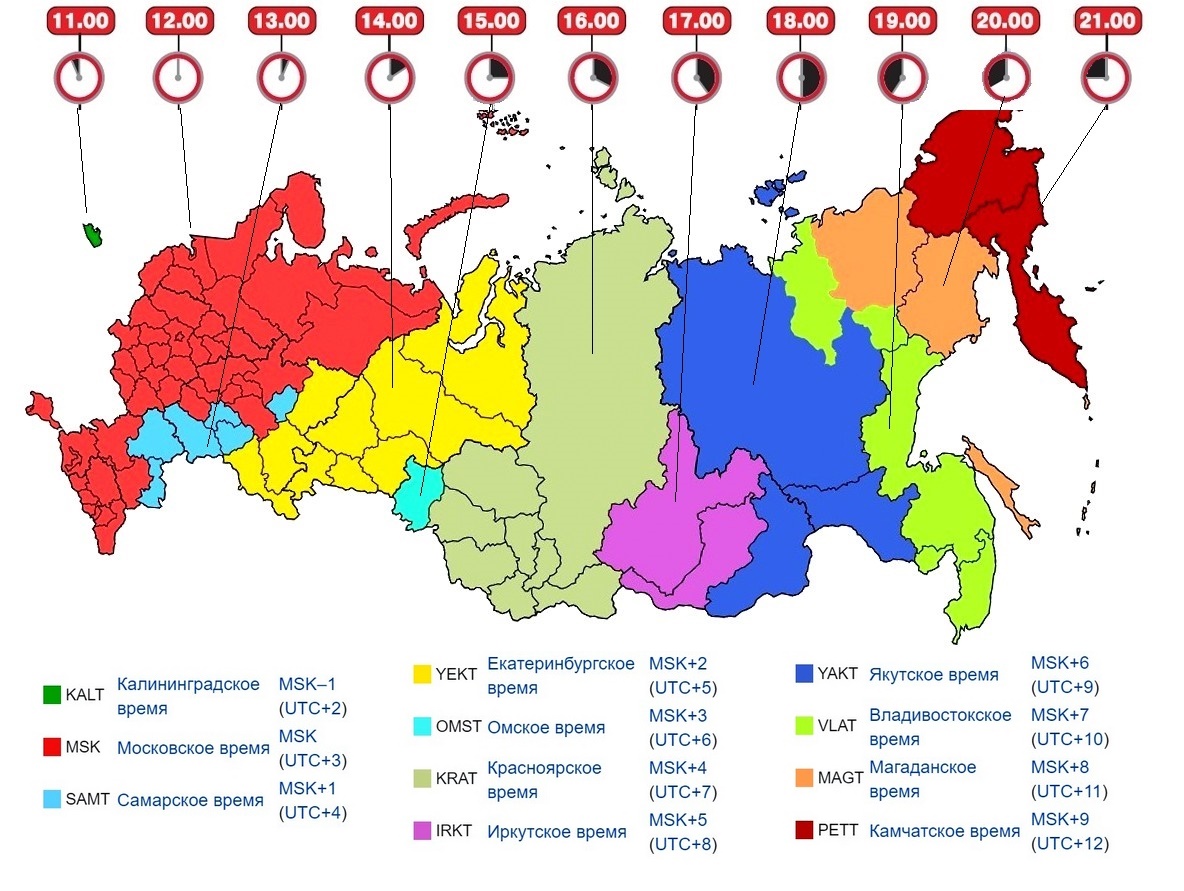 11.00 12.00 13.00 14.00 15.00 16.00 17.00 18.00 19.00 20.00 21.00
KALT Калининградское время MSK–1 (UTC+2)
MSK Московское время MSK (UTC+3)
SAMT Самарское время MSK+1 (UTC+4)
YEKT Екатеринбургское время MSK+2 (UTC+5)
OMST Омское время MSK+3 (UTC+6)
KRAT Красноярское время MSK+4 (UTC+7)
IRKT Иркутское время MSK+5 (UTC+8)
YAKT Якутское время MSK+6 (UTC+9)
VLAT Владивостокское время MSK+7 (UTC+10)
MAGT Магаданское время MSK+8 (UTC+11)
PETT Камчатское время MSK+9 (UTC+12)